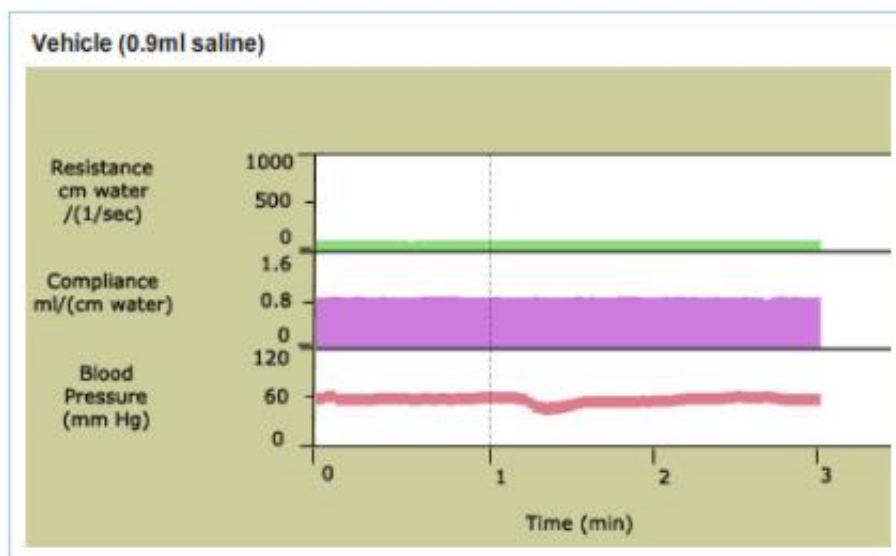 Vehicle (0.9ml saline)
Resistance
cm water
/(1/sec)
1000
500
0
Compliance
ml/(cm water)
1.6
0.8
0
Blood
Pressure
(mm Hg)
120
60
0
0 1 2 3
Time (min)